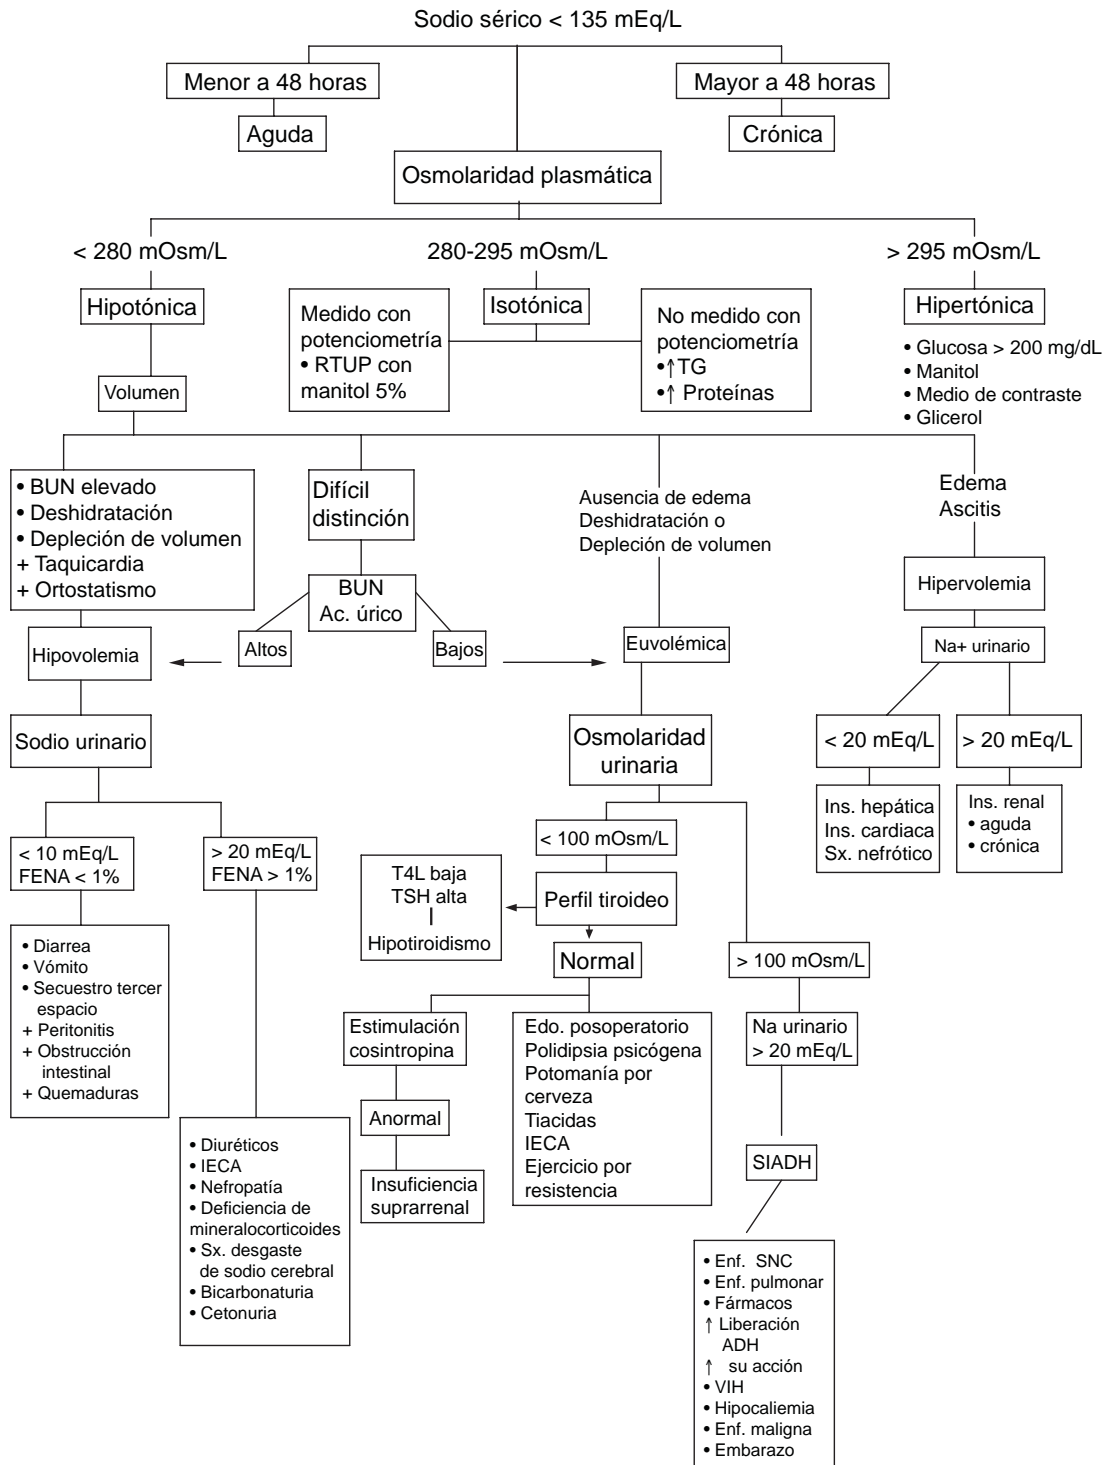 Sodio sérico < 135 mEq/L
Menor a 48 horas
Mayor a 48 horas
Aguda
Crónica
Osmolaridad plasmática
< 280 mOsm/L
280-295 mOsm/L
> 295 mOsm/L
Hipotónica
Isotónica
Hipertónica
Medido con
potenciometría
• RTUP con
manitol 5%
No medido con
potenciometría
•↑TG
•↑ Proteínas
• Glucosa > 200 mg/dL
• Manitol
• Medio de contraste
• Glicerol
Volumen
• BUN elevado
• Deshidratación
• Depleción de volumen
+ Taquicardia
+ Ortostatismo
Difícil
distinción
Ausencia de edema
Deshidratación o
Depleción de volumen
Edema
Ascitis
BUN
Ac. úrico
Hipervolemia
Hipovolemia
Altos
Bajos
Euvolémica
Na+ urinario
Sodio urinario
Osmolaridad
urinaria
< 20 mEq/L
> 20 mEq/L
Ins. hepática
Ins. cardiaca
Sx. nefrótico
Ins. renal
• aguda
• crónica
< 10 mEq/L
FENA < 1%
> 20 mEq/L
FENA > 1%
< 100 mOsm/L
T4L baja
TSH alta
Hipotiroidismo
Perfil tiroideo
Normal
> 100 mOsm/L
• Diarrea
• Vómito
• Secuestro tercer
espacio
+ Peritonitis
+ Obstrucción
intestinal
+ Quemaduras
Estimulación
cosintropina
Edo. posoperatorio
Polidipsia psicógena
Potomanía por
cerveza
Tiacidas
IECA
Ejercicio por
resistencia
Na urinario
> 20 mEq/L
Anormal
• Diuréticos
• IECA
• Nefropatía
• Deficiencia de
mineralocorticoides
• Sx. desgaste
de sodio cerebral
• Bicarbonaturia
• Cetonuria
Insuficiencia
suprarrenal
SIADH
• Enf. SNC
• Enf. pulmonar
• Fármacos
↑ Liberación
ADH
↑ su acción
• VIH
• Hipocaliemia
• Enf. maligna
• Embarazo